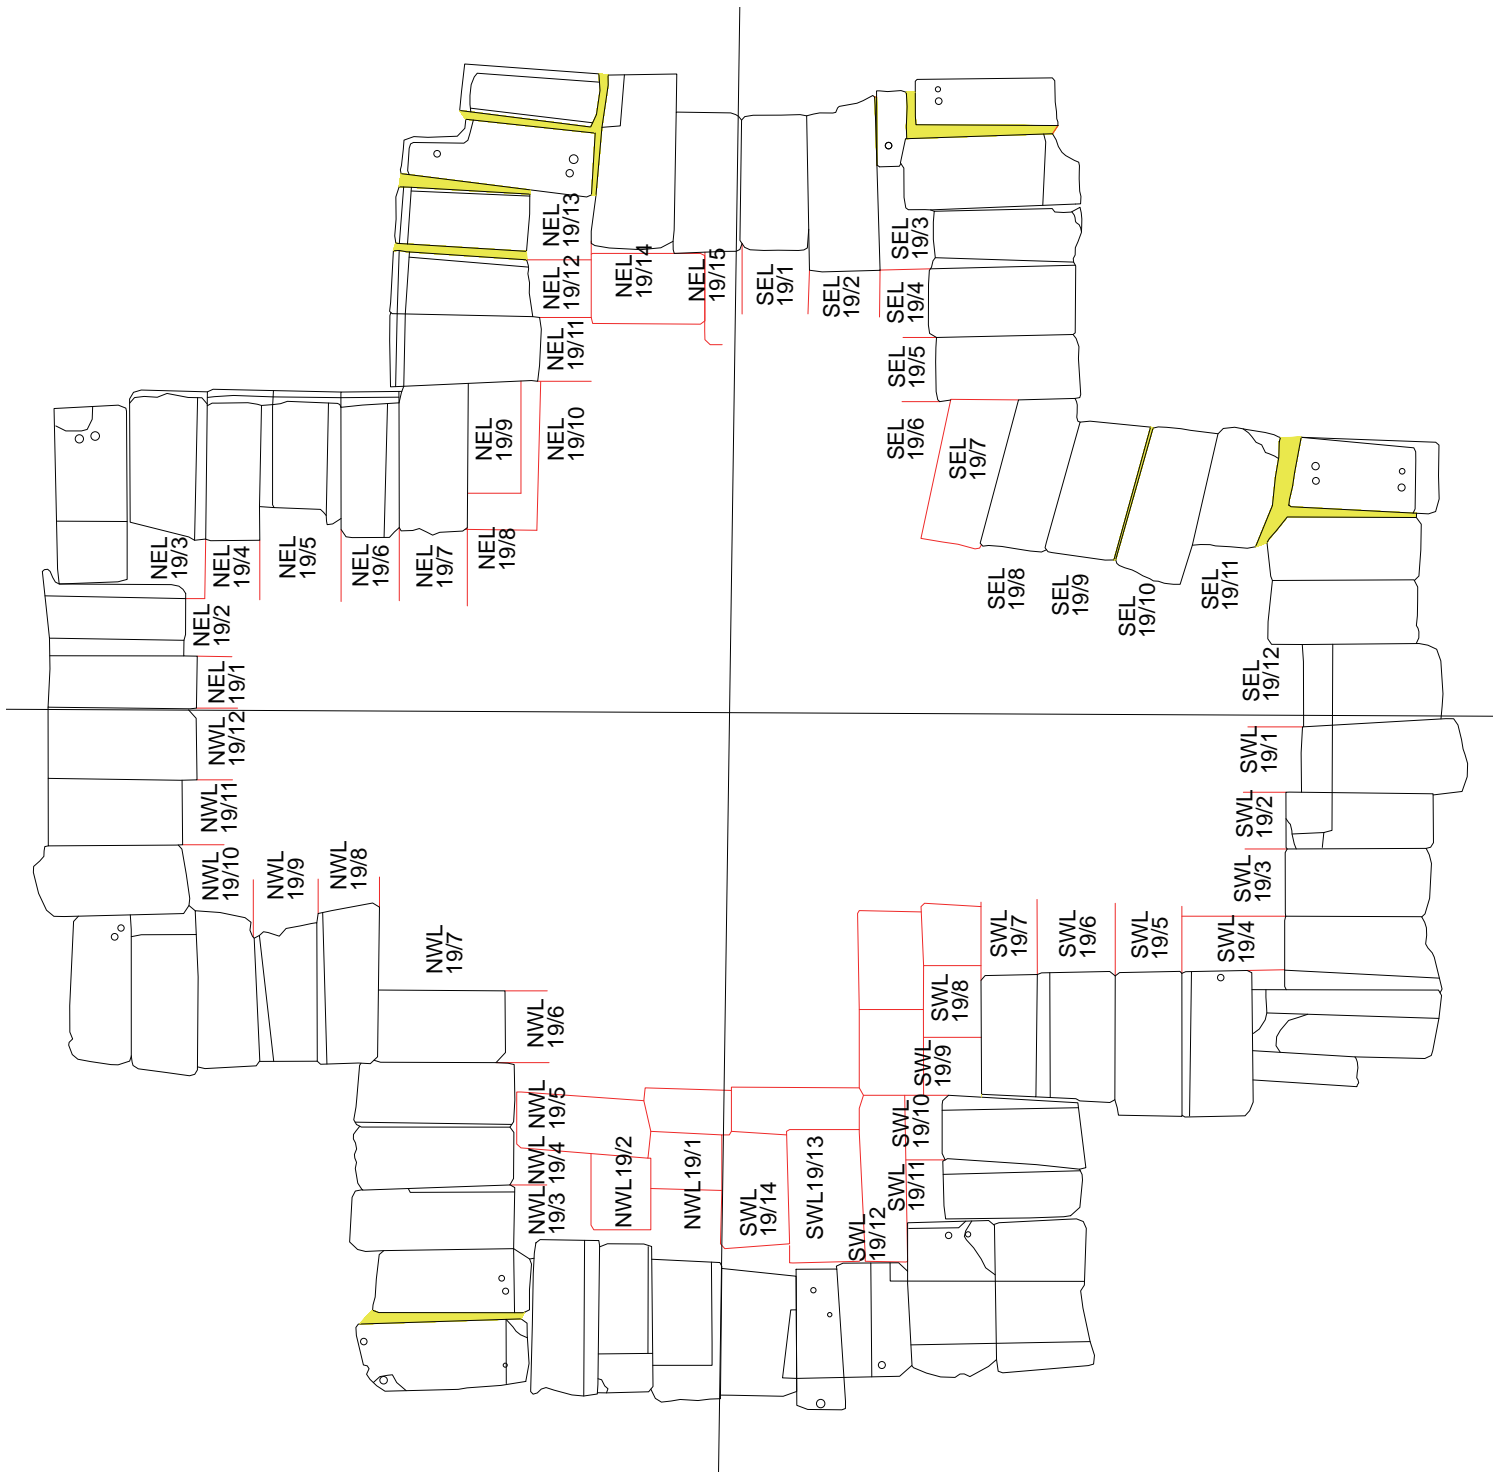 NEL
19/13
NEL
19/12
NEL
19/11
NEL
19/14
NEL
19/15
SEL
19/1
SEL
19/2
SEL
19/3
SEL
19/4
SEL
19/5
SEL
19/6
SEL
19/7
NEL
19/9
NEL
19/10
NEL
19/3
NEL
19/4
NEL
19/5
NEL
19/6
NEL
19/7
NEL
19/8
SEL
19/8
SEL
19/9
SEL
19/10
SEL
19/11
NEL
19/2
NEL
19/1
SEL
19/12
NWL
19/12
SWL
19/1
NWL
19/11
SWL
19/2
NWL
19/10
NWL
19/9
NWL
19/8
SWL
19/3
NWL
19/7
SWL
19/7
SWL
19/6
SWL
19/5
SWL
19/4
NWL
19/6
SWL
19/8
SWL
19/9
NWL
19/5
SWL
19/10
NWL
19/4
NWL
19/3
NWL19/2
NWL19/1
SWL
19/14
SWL19/13
SWL
19/12
SWL
19/11